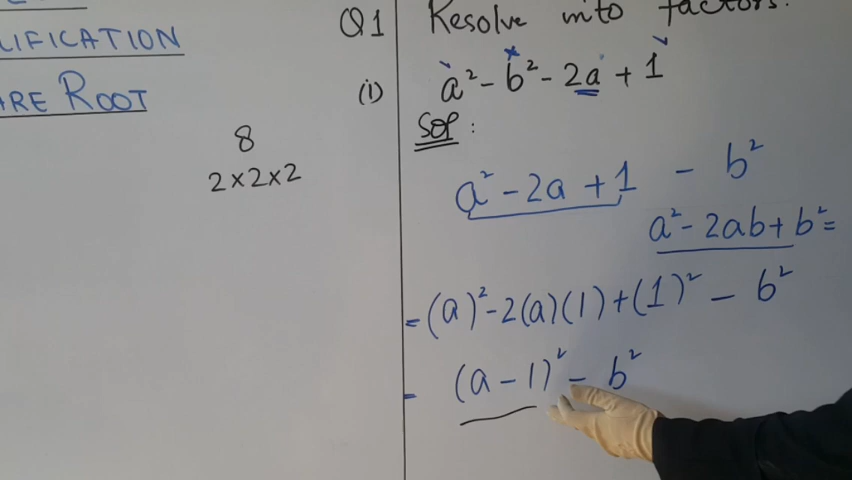 LIFICATION
ARE ROOT
8
2×2×2
Q1 Resolve into factors.
(i) a² - b² - 2a + 1
Sol :
a² - 2a + 1 - b²
a² - 2ab + b² =
= (a)² - 2(a)(1) + (1)² - b²
= (a - 1)² - b²